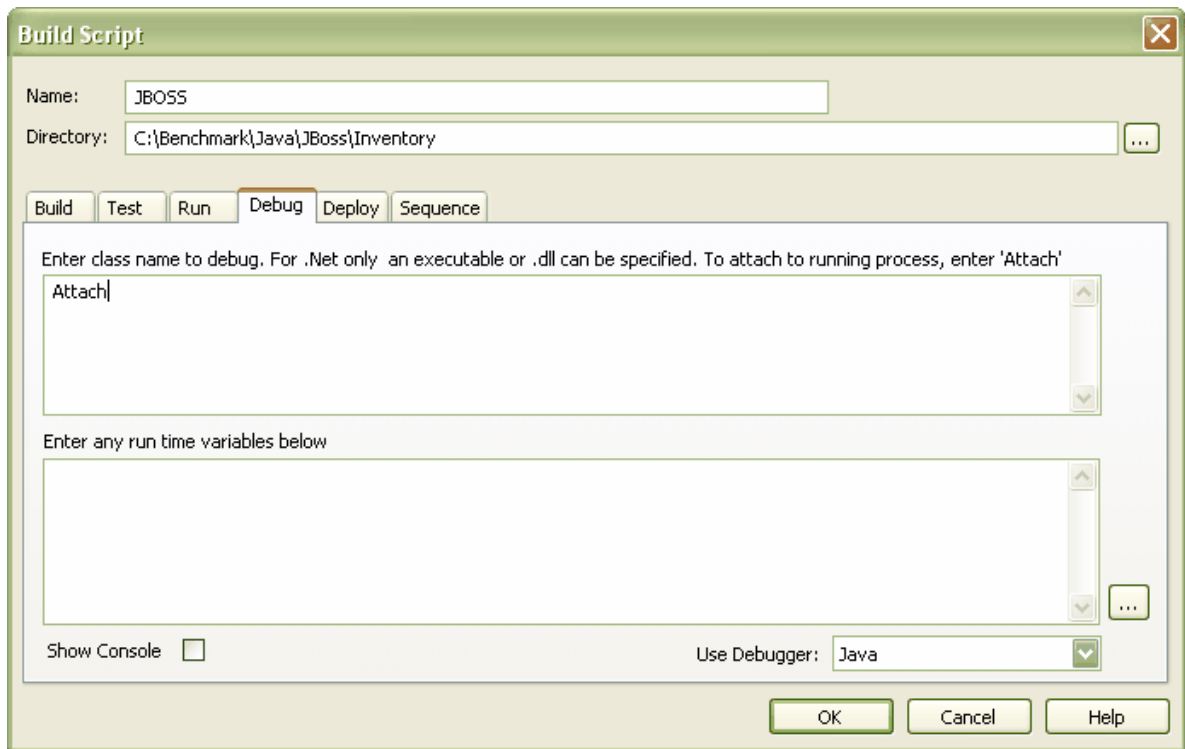 Build Script
Name: JBOSS
Directory: C:\Benchmark\Java\JBoss\Inventory ...
Build Test Run Debug Deploy Sequence
Enter class name to debug. For .Net only  an executable or .dll can be specified. To attach to running process, enter 'Attach'
Attach
Enter any run time variables below
...
Show Console Use Debugger: Java
OK Cancel Help